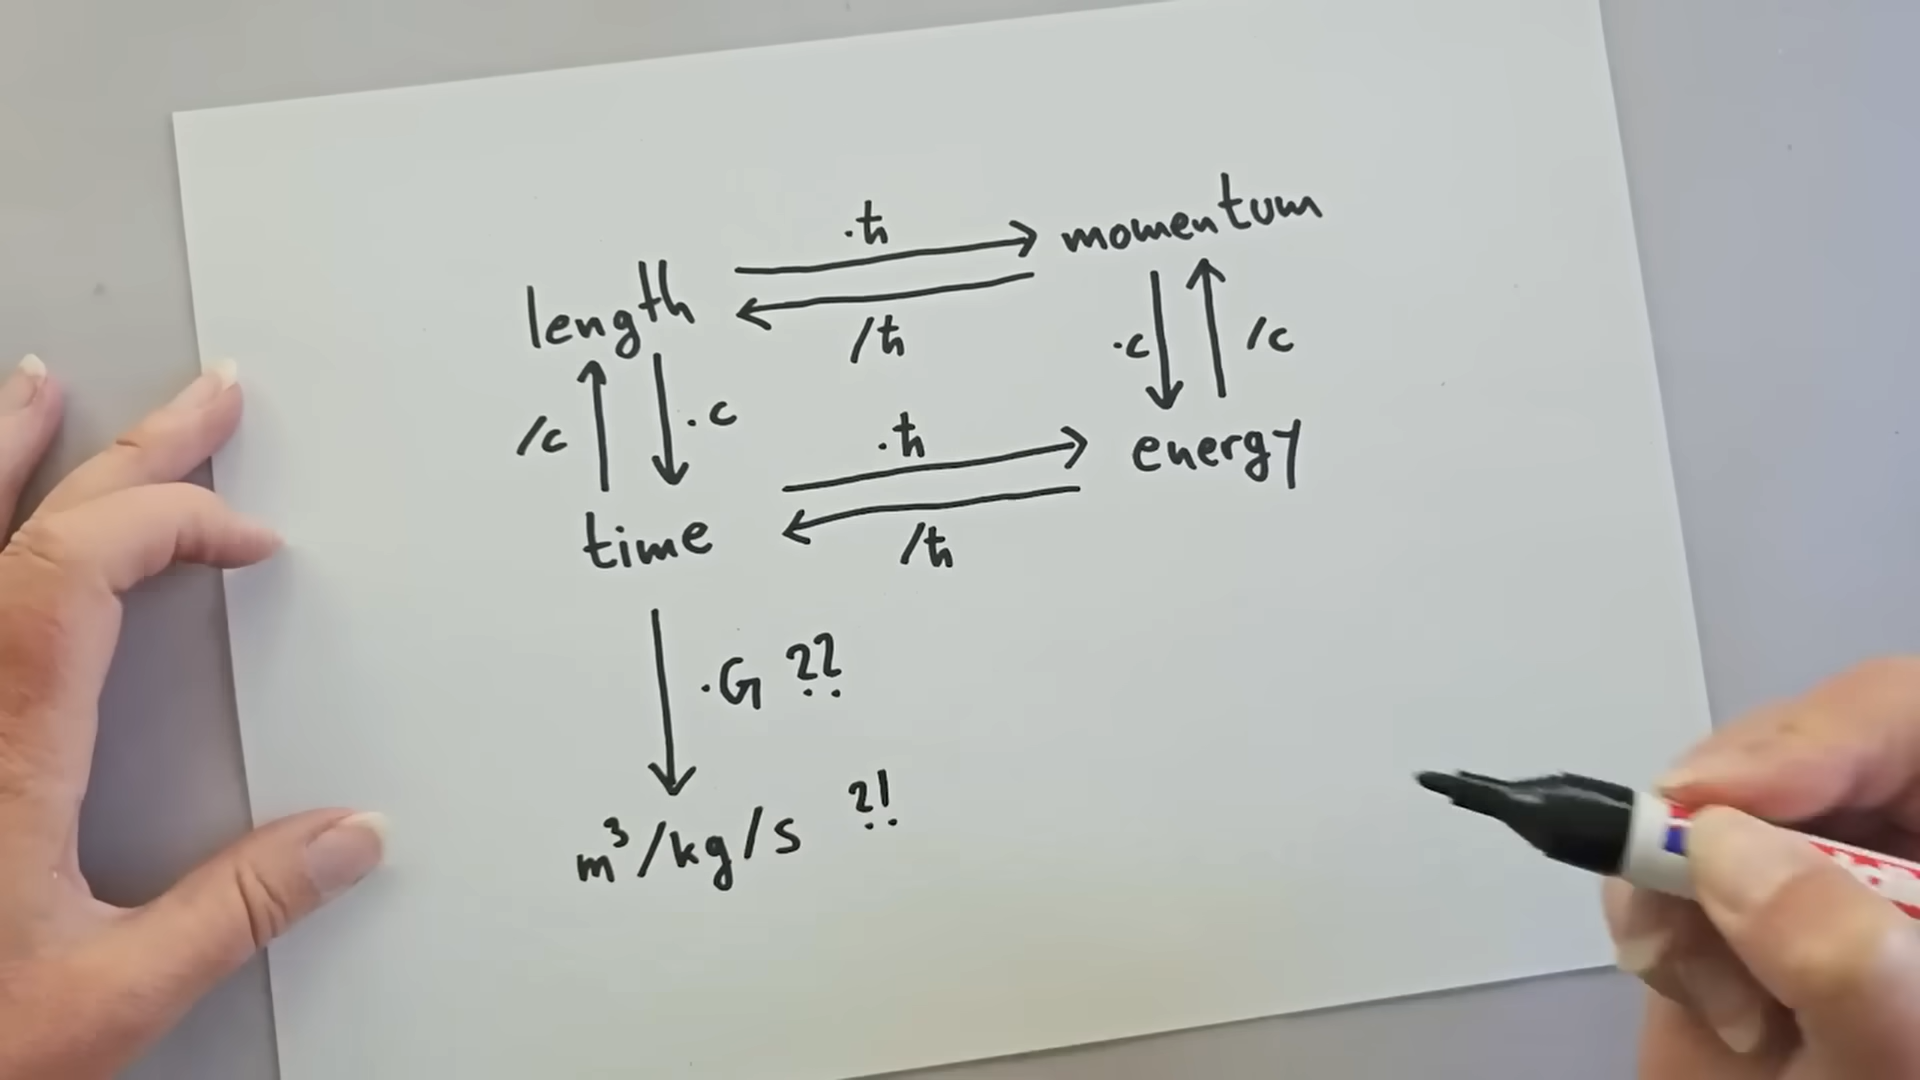 ·ħ
momentum
length
/ħ
·c
/c
/c
·c
·ħ
energy
time
/ħ
·G ??
m³/kg/s ?!